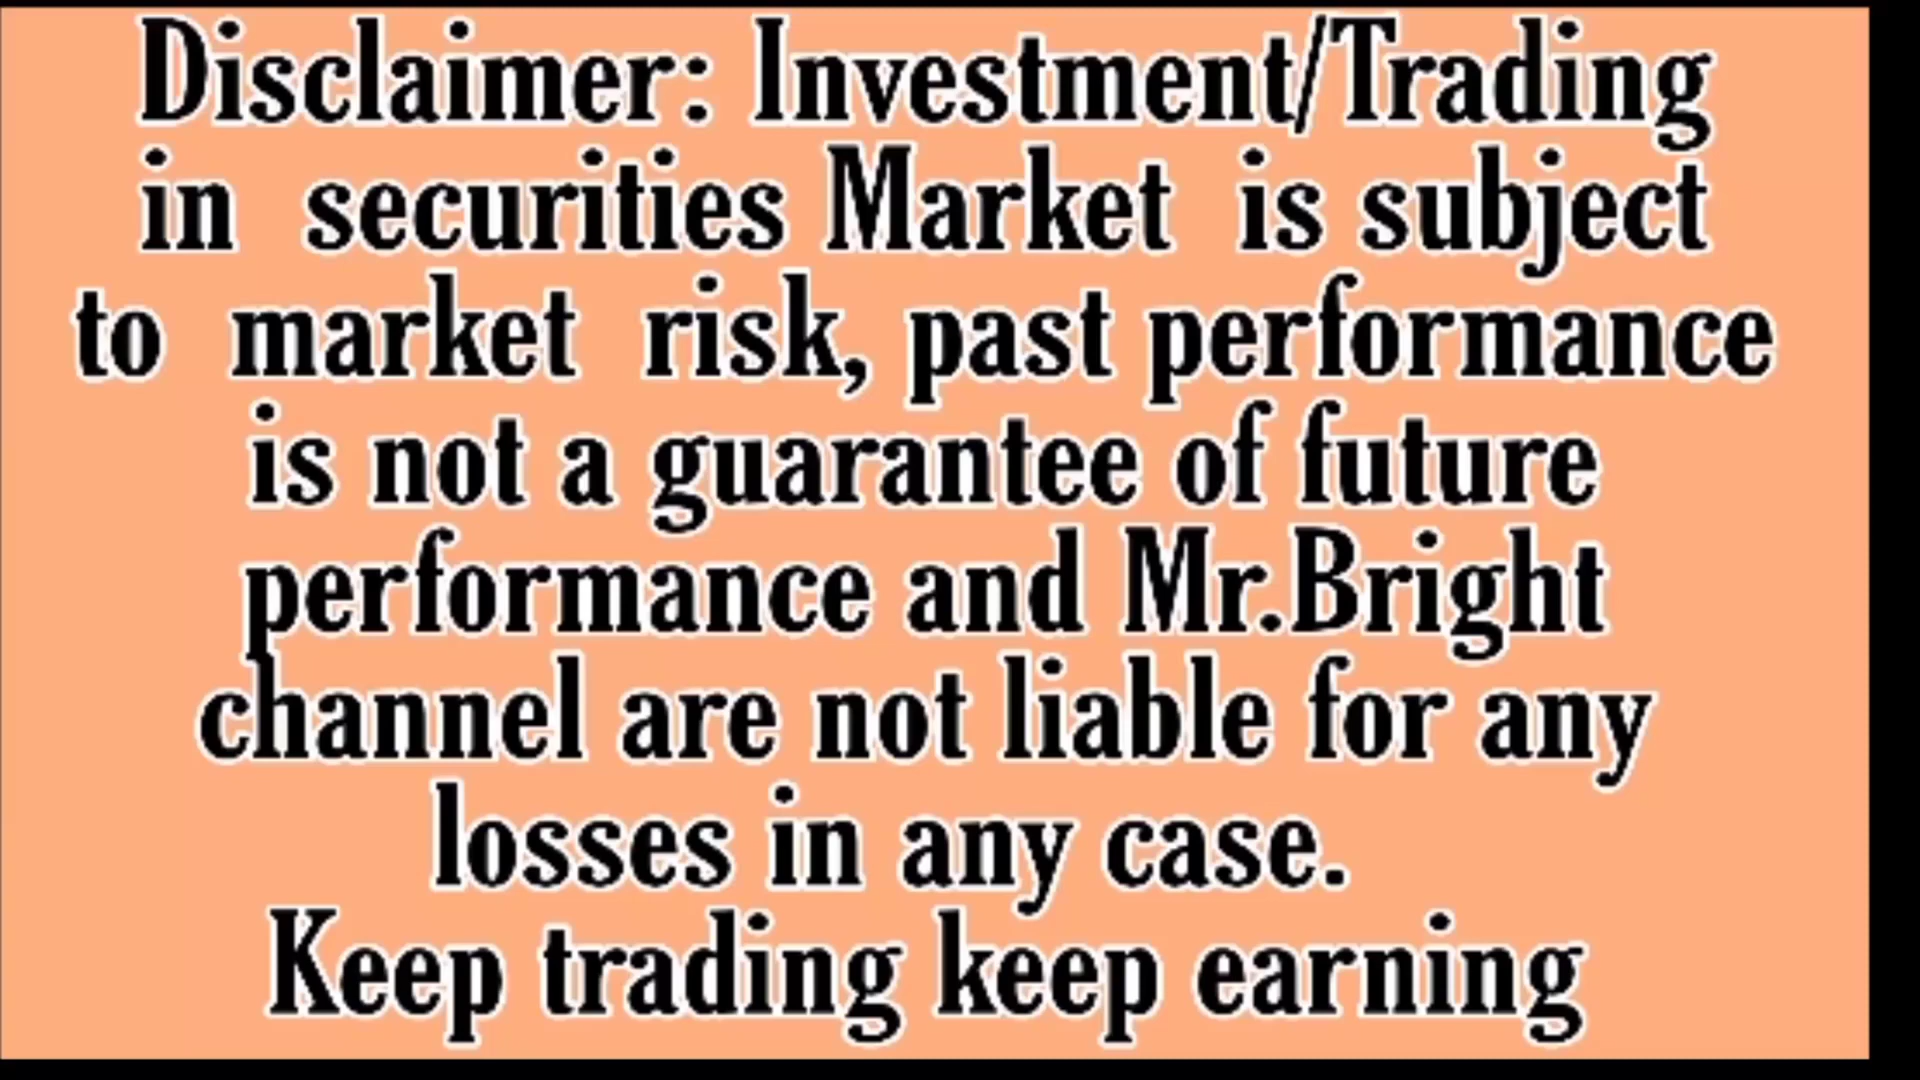 Disclaimer: Investment/Trading
in securities Market is subject
to market risk, past performance
is not a guarantee of future
performance and Mr.Bright
channel are not liable for any
losses in any case.
Keep trading keep earning